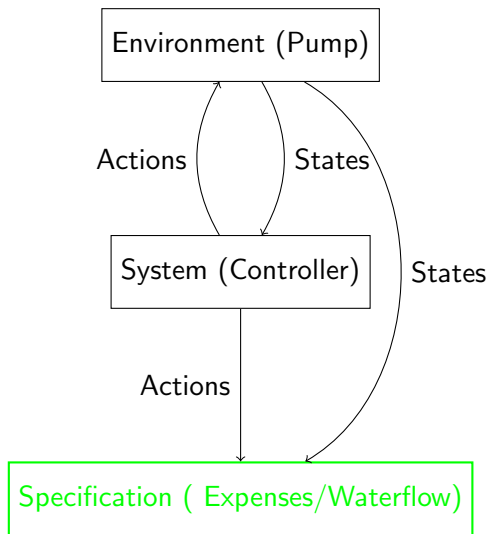 Environment (Pump)
Actions
States
System (Controller)
States
Actions
Specification ( Expenses/Waterflow)